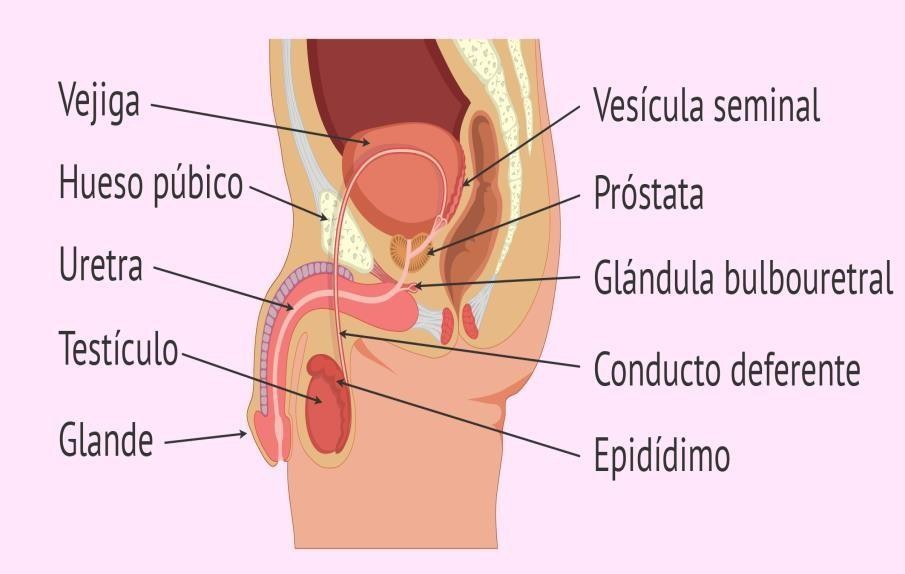 Vejiga
Hueso púbico
Uretra
Testículo
Glande
Vesícula seminal
Próstata
Glándula bulbouretral
Conducto deferente
Epidídimo